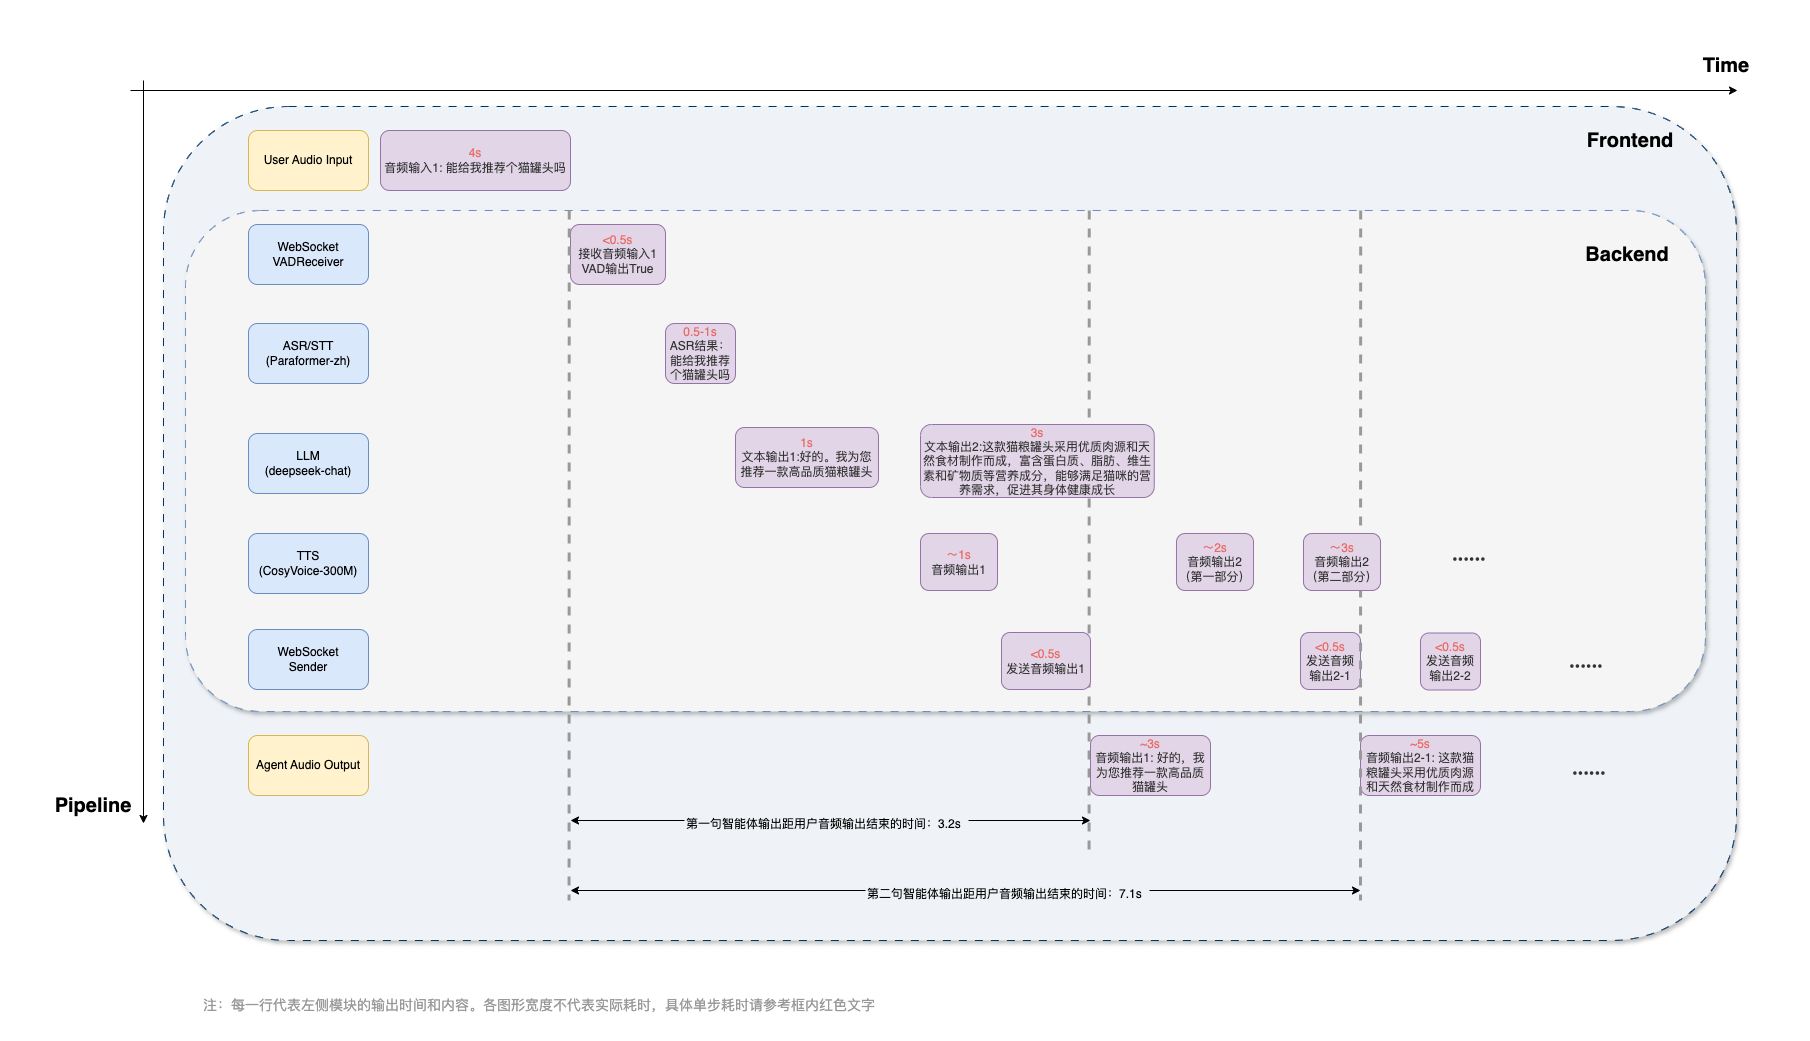 Time
Frontend
User Audio Input
4s
音频输入1: 能给我推荐个猫罐头吗
Backend
WebSocket
VADReceiver
<0.5s
接收音频输入1
VAD输出True
ASR/STT
(Paraformer-zh)
0.5-1s
ASR结果：
能给我推荐
个猫罐头吗
LLM
(deepseek-chat)
1s
文本输出1:好的。我为您
推荐一款高品质猫粮罐头
3s
文本输出2:这款猫粮罐头采用优质肉源和天
然食材制作而成，富含蛋白质、脂肪、维生
素和矿物质等营养成分，能够满足猫咪的营
养需求，促进其身体健康成长
TTS
(CosyVoice-300M)
～1s
音频输出1
～2s
音频输出2
(第一部分)
～3s
音频输出2
(第二部分)
······
WebSocket
Sender
<0.5s
发送音频输出1
<0.5s
发送音频
输出2-1
<0.5s
发送音频
输出2-2
······
Agent Audio Output
~3s
音频输出1: 好的，我
为您推荐一款高品质
猫罐头
~5s
音频输出2-1: 这款猫
粮罐头采用优质肉源
和天然食材制作而成
······
Pipeline
第一句智能体输出距用户音频输出结束的时间：3.2s
第二句智能体输出距用户音频输出结束的时间：7.1s
注：每一行代表左侧模块的输出时间和内容。各图形宽度不代表实际耗时，具体单步耗时请参考框内红色文字